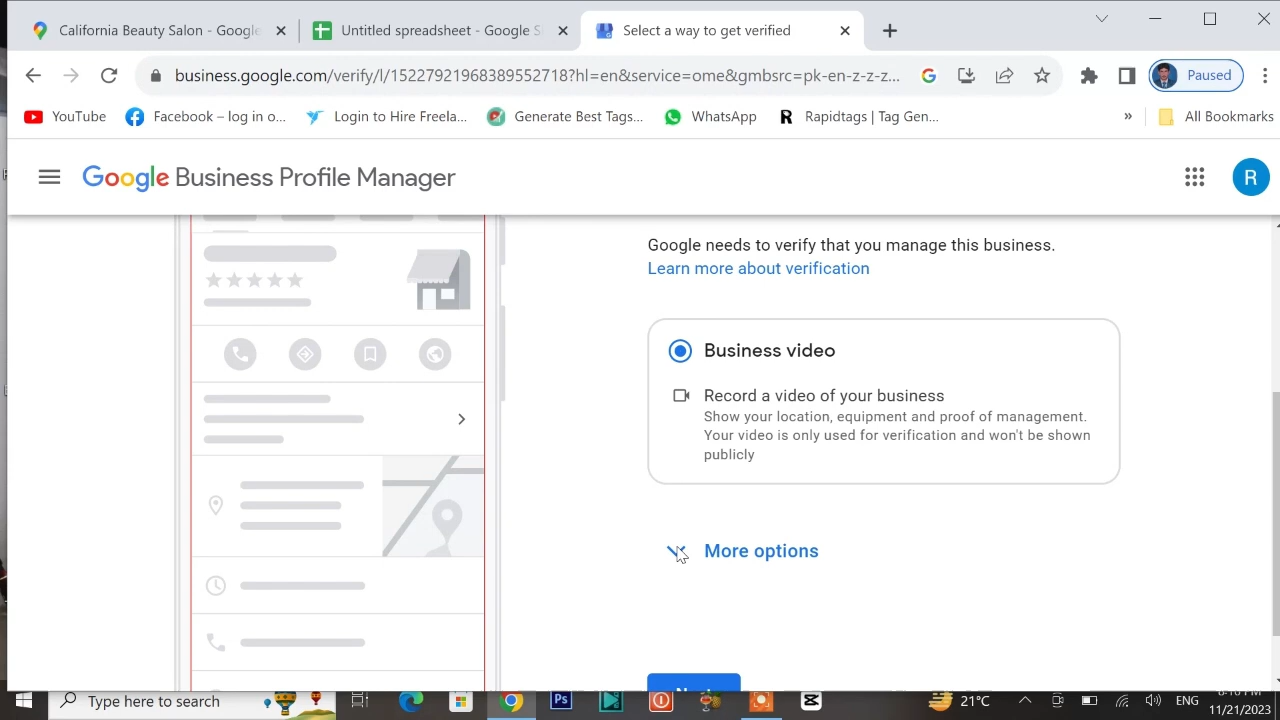 California Beauty Salon - Google
Untitled spreadsheet - Google S
Select a way to get verified
business.google.com/verify/l/15227921968389552718?hl=en&service=ome&gmbsrc=pk-en-z-z-z...
Paused
YouTube
Facebook – log in o...
Login to Hire Freela...
Generate Best Tags...
WhatsApp
R
Rapidtags | Tag Gen...
»
All Bookmarks
Google Business Profile Manager
R
Google needs to verify that you manage this business.
Learn more about verification
Business video
Record a video of your business
Show your location, equipment and proof of management.
Your video is only used for verification and won't be shown
publicly
More options
Type here to search
Ps
21°C
ENG
11/21/2023